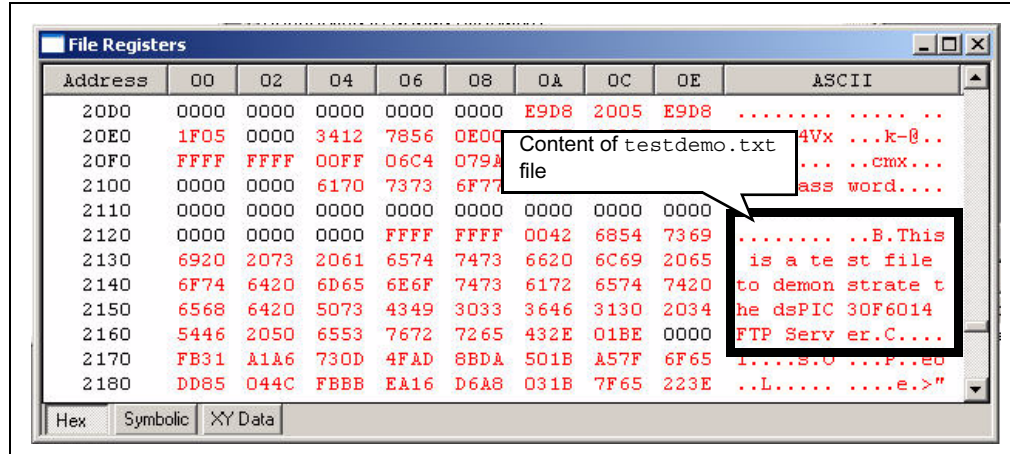 File Registers
Address 00 02 04 06 08 0A 0C 0E ASCII
20D0 0000 0000 0000 0000 0000 E9D8 2005 E9D8 ........ ..... ..
20E0 1F05 0000 3412 7856 0E00 4Vx ...k-@..
20F0 FFFF FFFF 00FF 06C4 079A ... ..cmx...
2100 0000 0000 6170 7373 6F77 ass word....
2110 0000 0000 0000 0000 0000 0000 0000 0000
2120 0000 0000 0000 FFFF FFFF 0042 6854 7369 ........ ..B.This
2130 6920 2073 2061 6574 7473 6620 6C69 2065 is a te st file
2140 6F74 6420 6D65 6E6F 7473 6172 6574 7420 to demon strate t
2150 6568 6420 5073 4349 3033 3646 3130 2034 he dsPIC 30F6014
2160 5446 2050 6553 7672 7265 432E 01BE 0000 FTP Serv er.C....
2170 FB31 A1A6 730D 4FAD 8BDA 501B A57F 6F65 1....s.O ...P..eo
2180 DD85 044C FBBB EA16 D6A8 031B 7F65 223E ..L..... ....e.>"
Content of testdemo.txt
file
Hex Symbolic XY Data